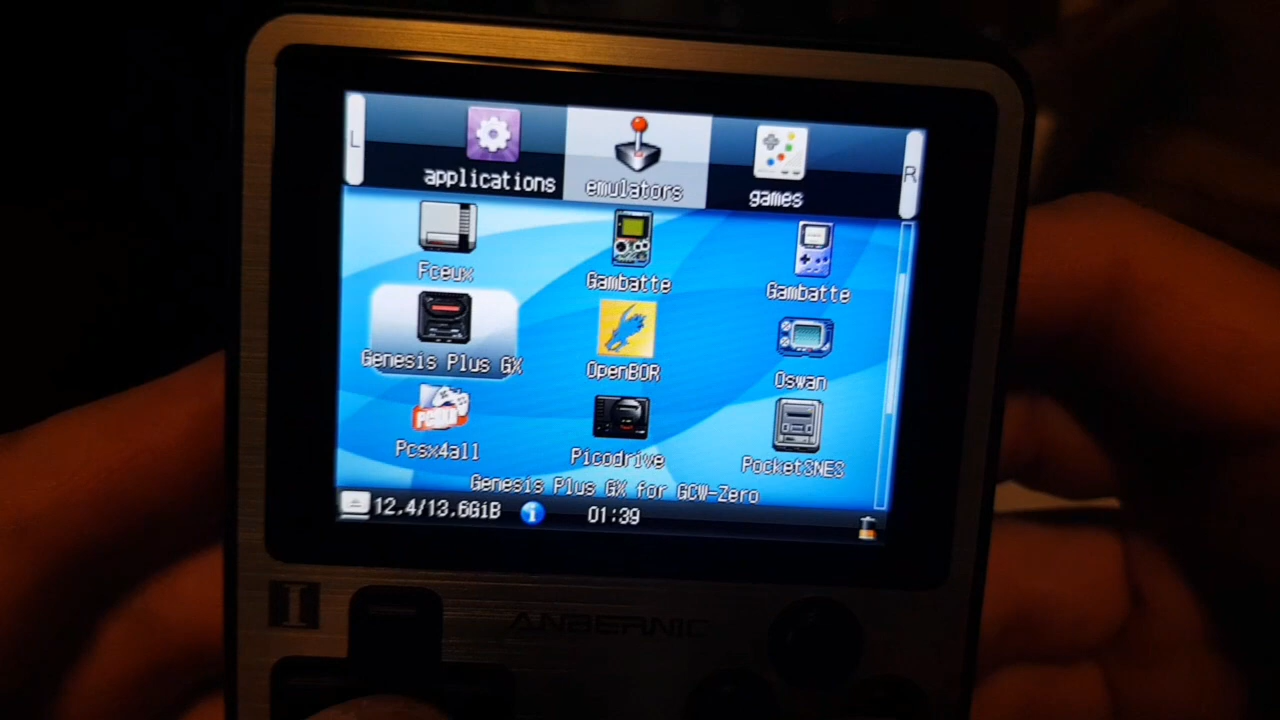 L
R
applications
emulators
games
Fceux
Gambatte
Gambatte
Genesis Plus GX
OpenBOR
Oswan
Pcsx4all
Picodrive
PocketSNES
Genesis Plus GX for GCW-Zero
12.4/13.6GiB
01:39
ANBERNIC